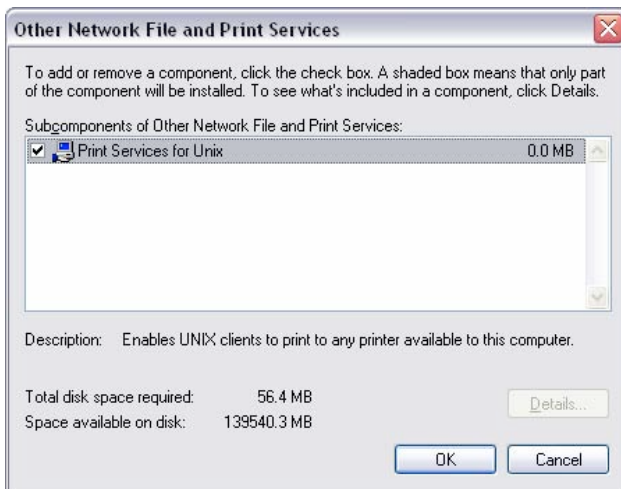 Other Network File and Print Services
To add or remove a component, click the check box. A shaded box means that only part
of the component will be installed. To see what's included in a component, click Details.
Subcomponents of Other Network File and Print Services:
Print Services for Unix 0.0 MB
Description: Enables UNIX clients to print to any printer available to this computer.
Total disk space required: 56.4 MB
Space available on disk: 139540.3 MB
Details...
OK Cancel